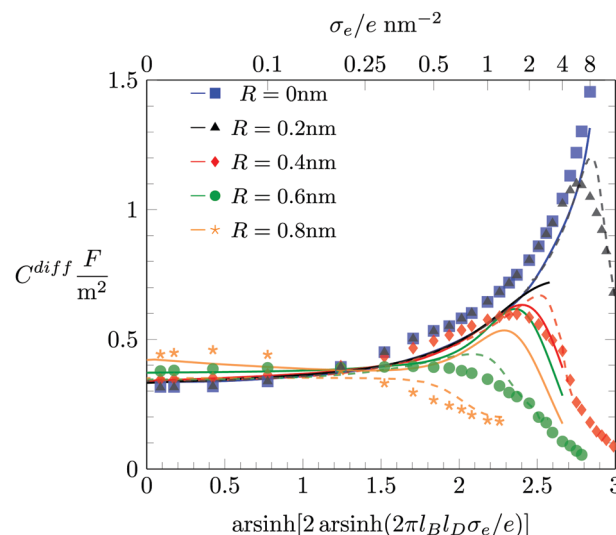 σₑ/e nm⁻²
0 0.1 0.25 0.5 1 2 4 8
1.5
R = 0nm
R = 0.2nm
R = 0.4nm
R = 0.6nm
R = 0.8nm
1
C^{diff} F/m²
0.5
0
0 0.5 1 1.5 2 2.5 3
arsinh[2 arsinh(2πl_Bl_Dσₑ/e)]